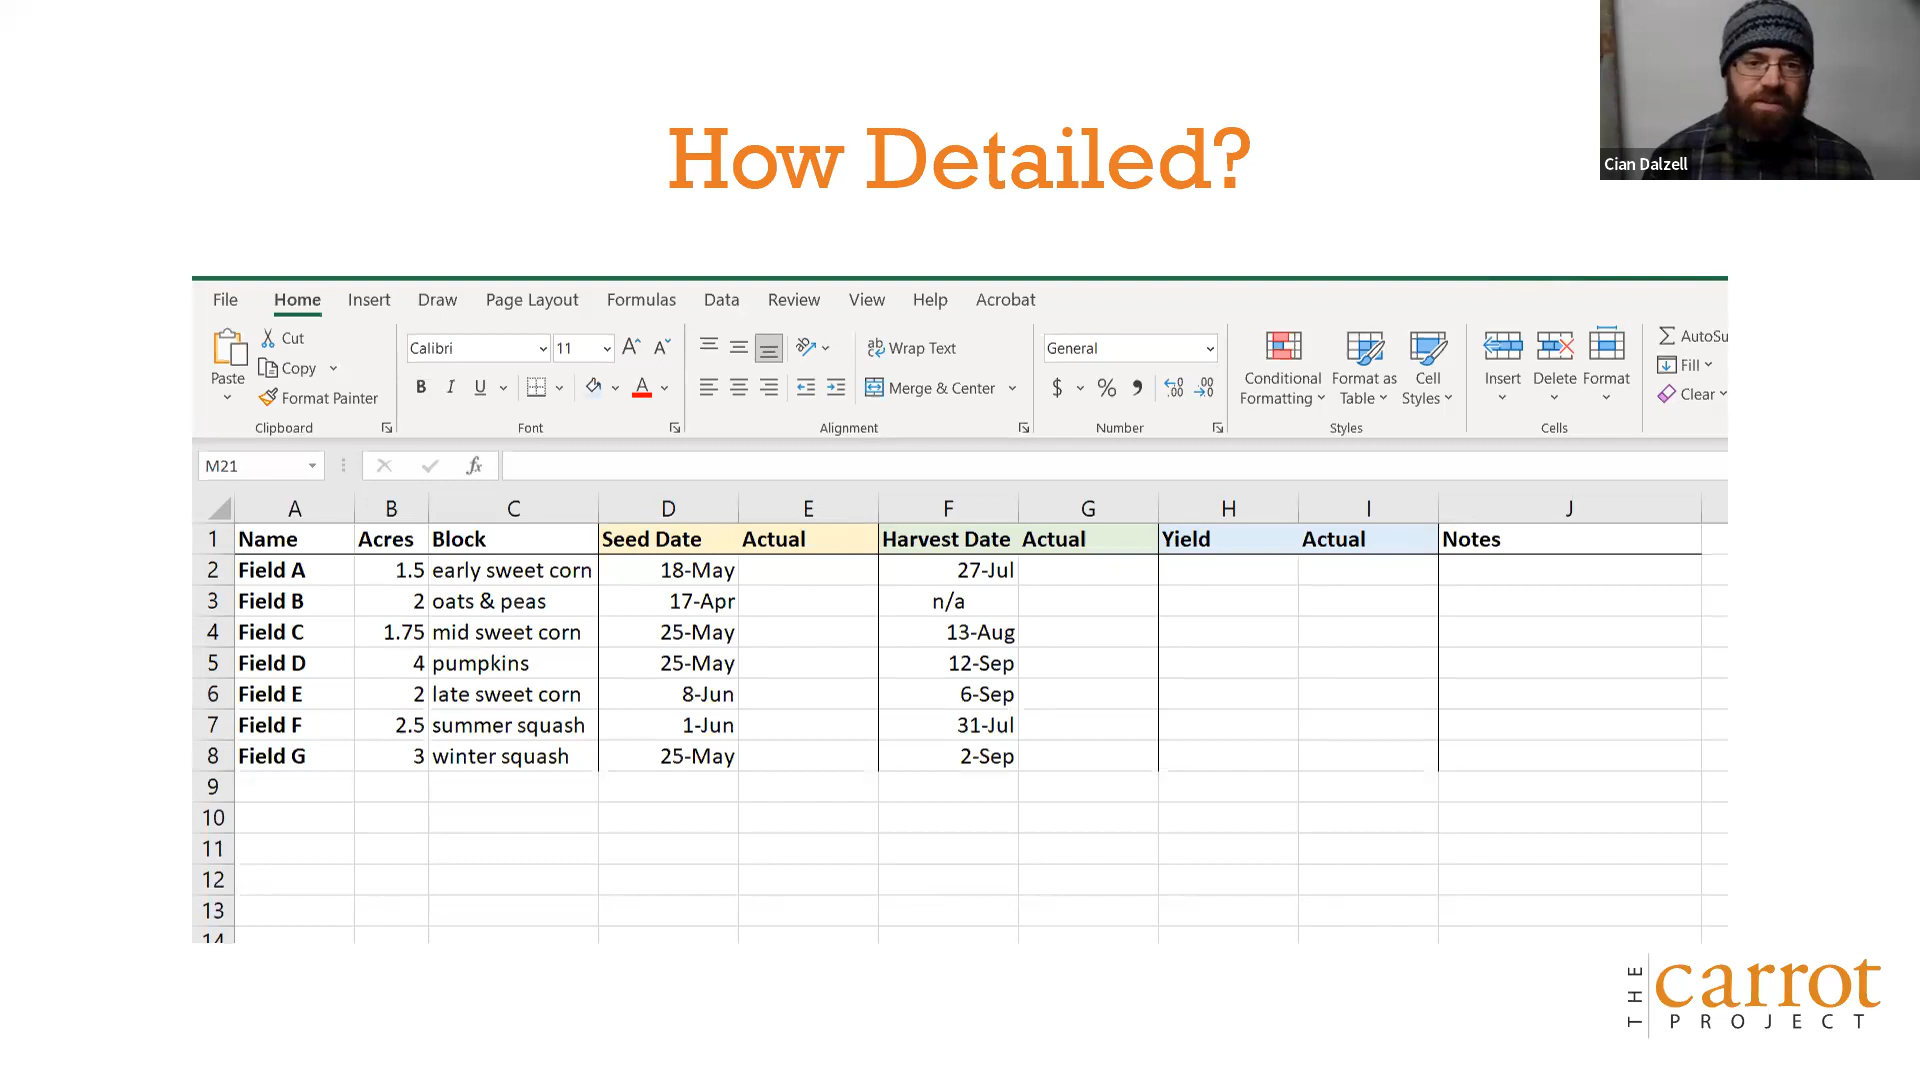 How Detailed?
Cian Dalzell
File Home Insert Draw Page Layout Formulas Data Review View Help Acrobat
Paste
Cut
Copy
Format Painter
Clipboard
Calibri 11
B I U
Font
Wrap Text
Merge & Center
Alignment
General
$ % ,
Number
Conditional Formatting
Format as Table
Cell Styles
Styles
Insert Delete Format
Cells
AutoSu
Fill
Clear
M21 fx
A B C D E F G H I J
1 Name Acres Block Seed Date Actual Harvest Date Actual Yield Actual Notes
2 Field A 1.5 early sweet corn 18-May 27-Jul
3 Field B 2 oats & peas 17-Apr n/a
4 Field C 1.75 mid sweet corn 25-May 13-Aug
5 Field D 4 pumpkins 25-May 12-Sep
6 Field E 2 late sweet corn 8-Jun 6-Sep
7 Field F 2.5 summer squash 1-Jun 31-Jul
8 Field G 3 winter squash 25-May 2-Sep
9
10
11
12
13
14
THE
carrot
PROJECT